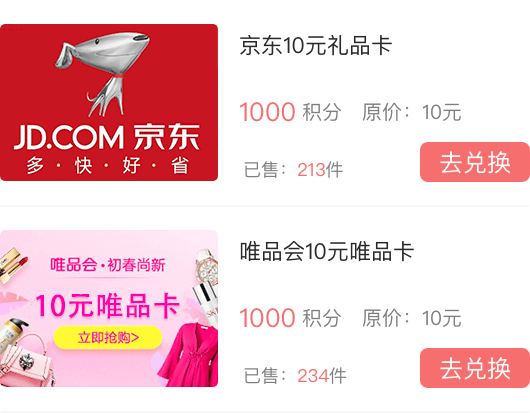 京东10元礼品卡
JD.COM 京东
多·快·好·省
1000 积分 原价：10元
已售：213件
去兑换
唯品会10元唯品卡
唯品会·初春尚新
10元唯品卡
立即抢购>
1000 积分 原价：10元
已售：234件
去兑换